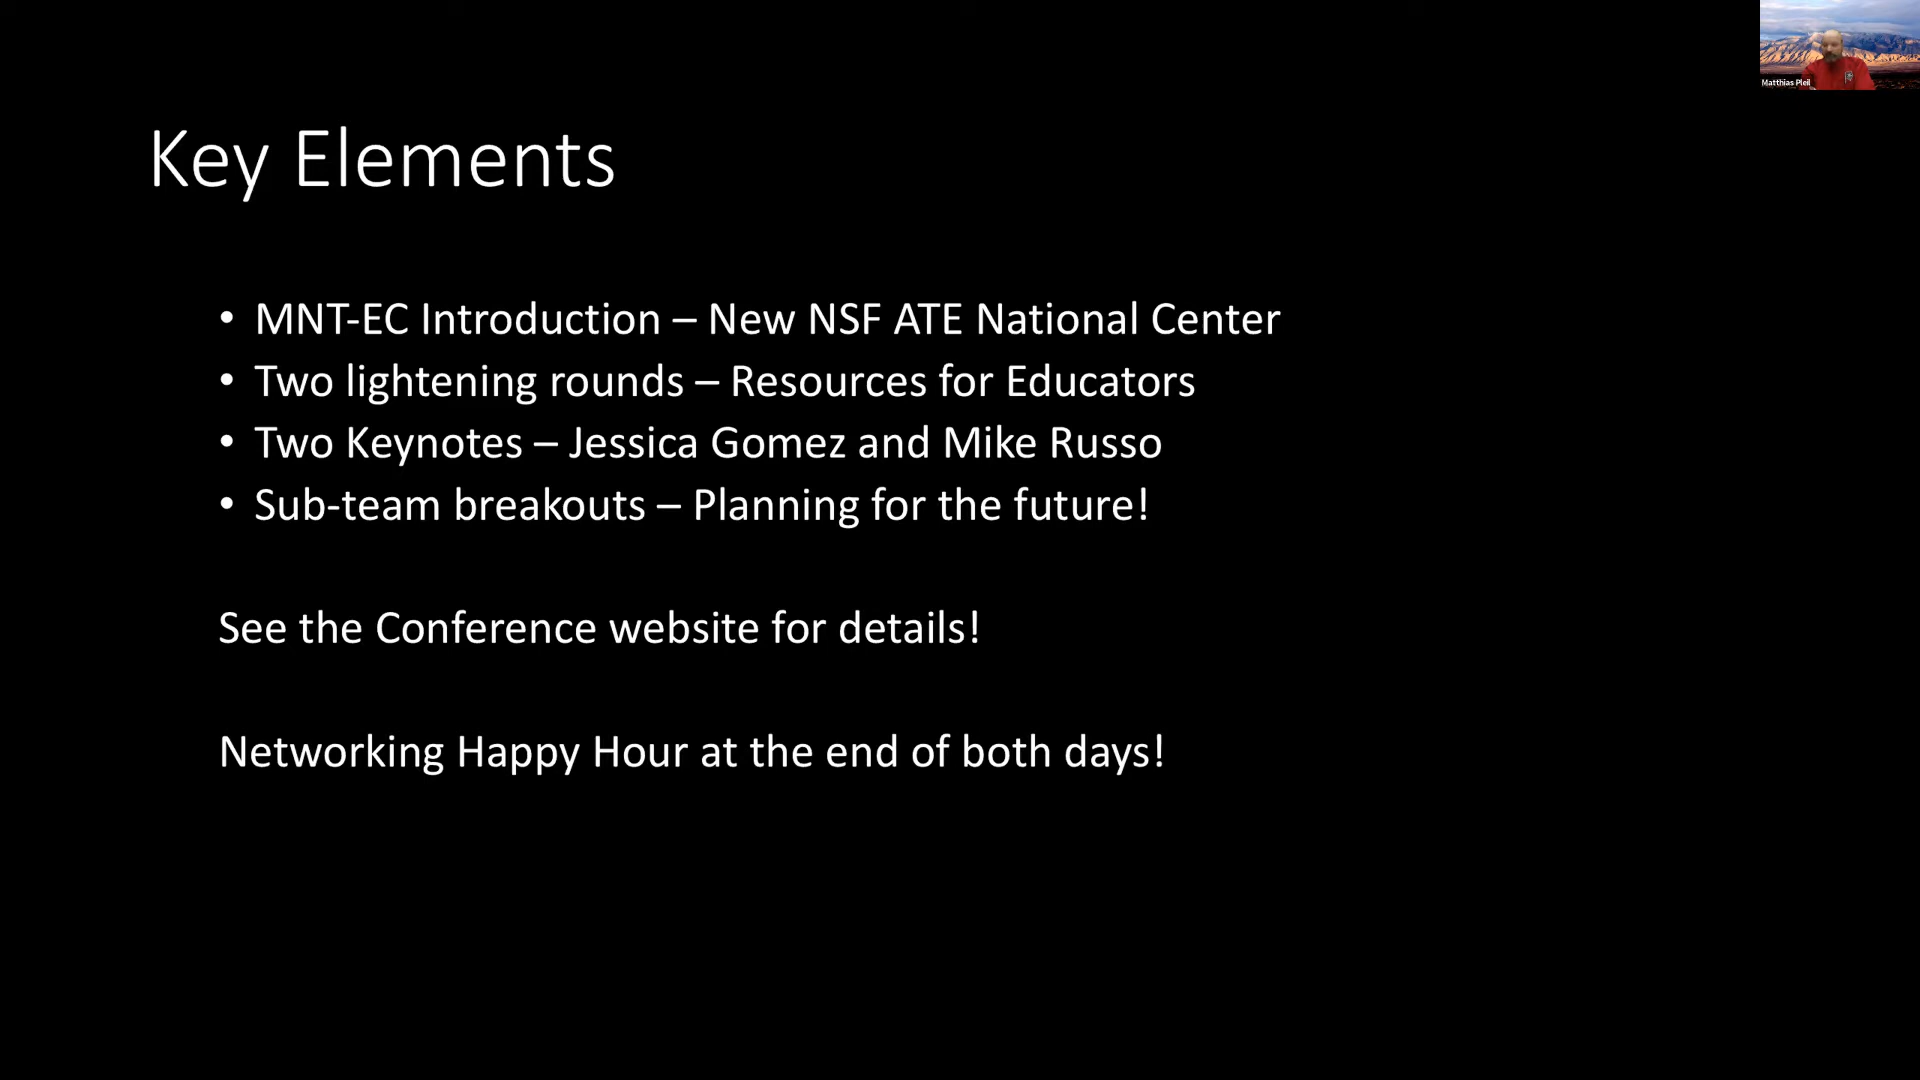 Matthias Pleil
Key Elements
• MNT-EC Introduction – New NSF ATE National Center
• Two lightening rounds – Resources for Educators
• Two Keynotes – Jessica Gomez and Mike Russo
• Sub-team breakouts – Planning for the future!
See the Conference website for details!
Networking Happy Hour at the end of both days!